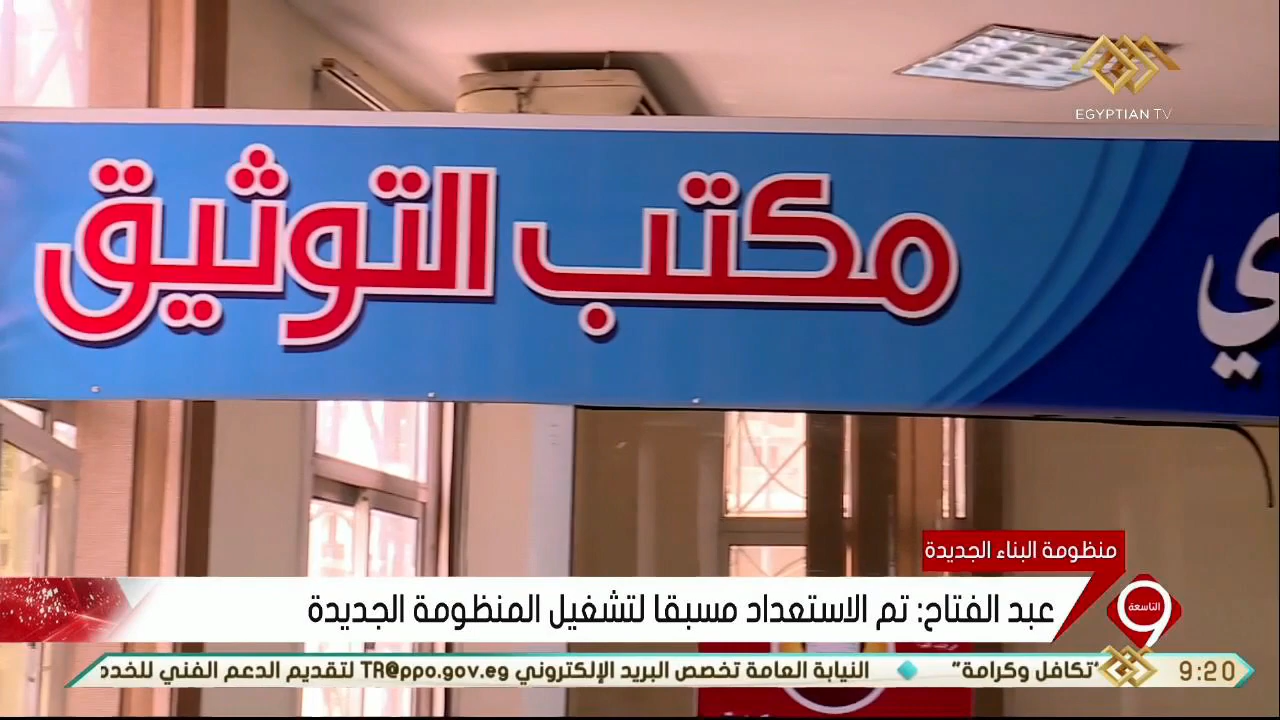 EGYPTIAN TV
مكتب التوثيق
منظومة البناء الجديدة
عبد الفتاح: تم الاستعداد مسبقا لتشغيل المنظومة الجديدة
التاسعة
9
9:20
"تكافل وكرامة" النيابة العامة تخصص البريد الإلكتروني TR@ppo.gov.eg لتقديم الدعم الفني